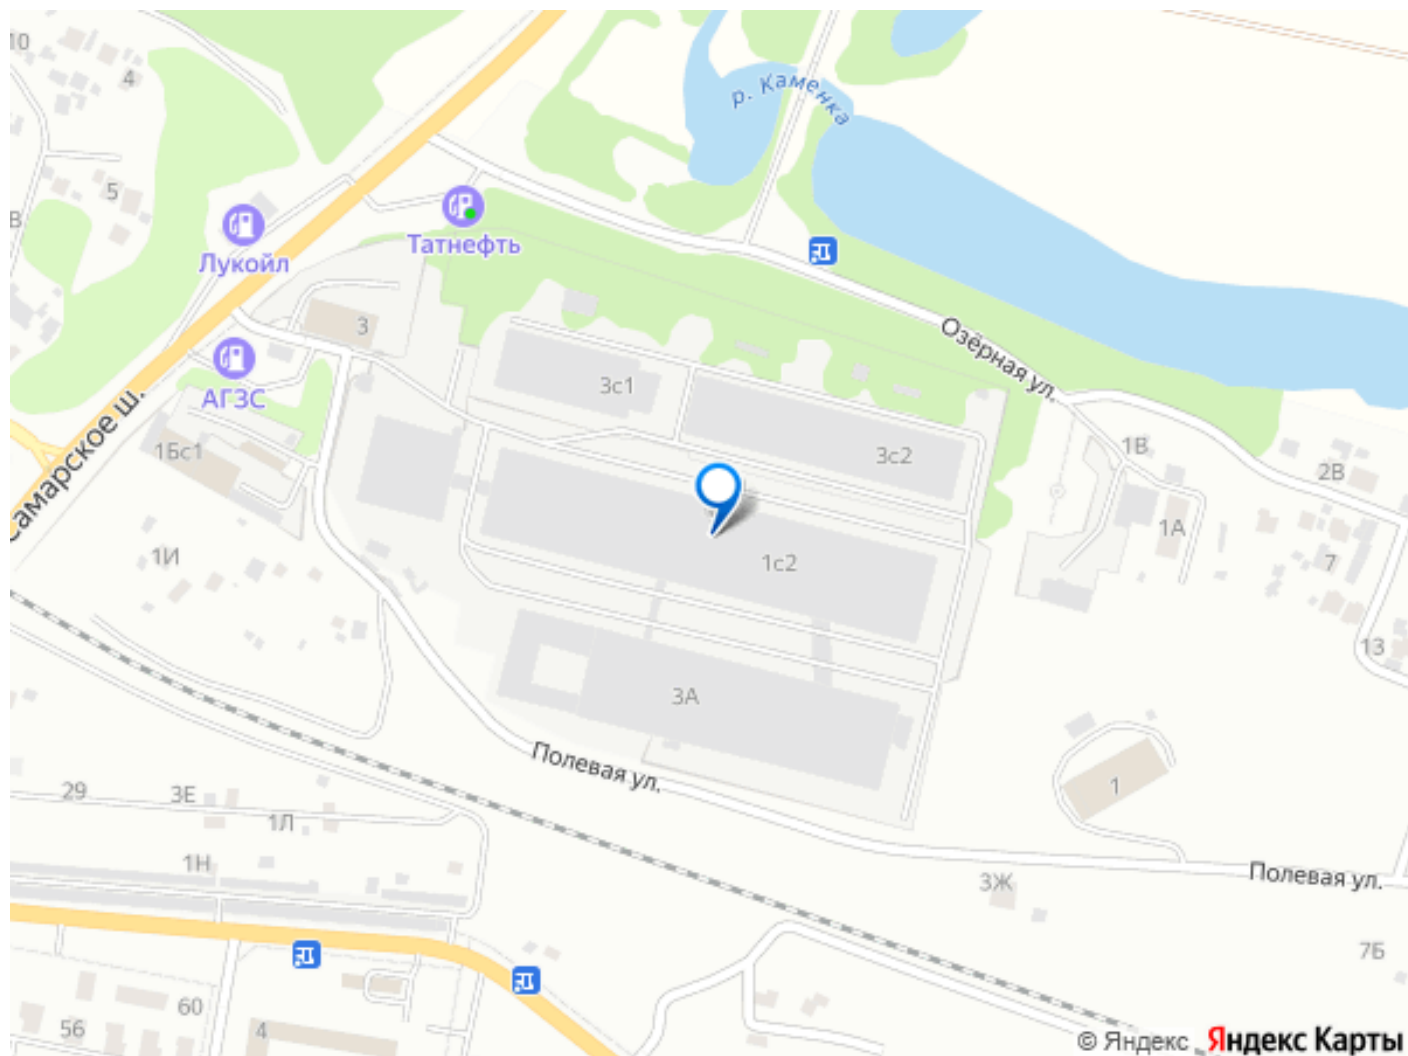 10
4
р. Каменка
5
В
Лукойл
Татнефть
Озёрная ул.
3
АГЗС
3с1
3с2
Самарское ш.
1Бс1
1В
2В
1А
7
1И
1с2
13
3А
Полевая ул.
1
29
3Е
1Л
1Н
3Ж
Полевая ул.
7Б
60
56
4
© Яндекс Яндекс Карты